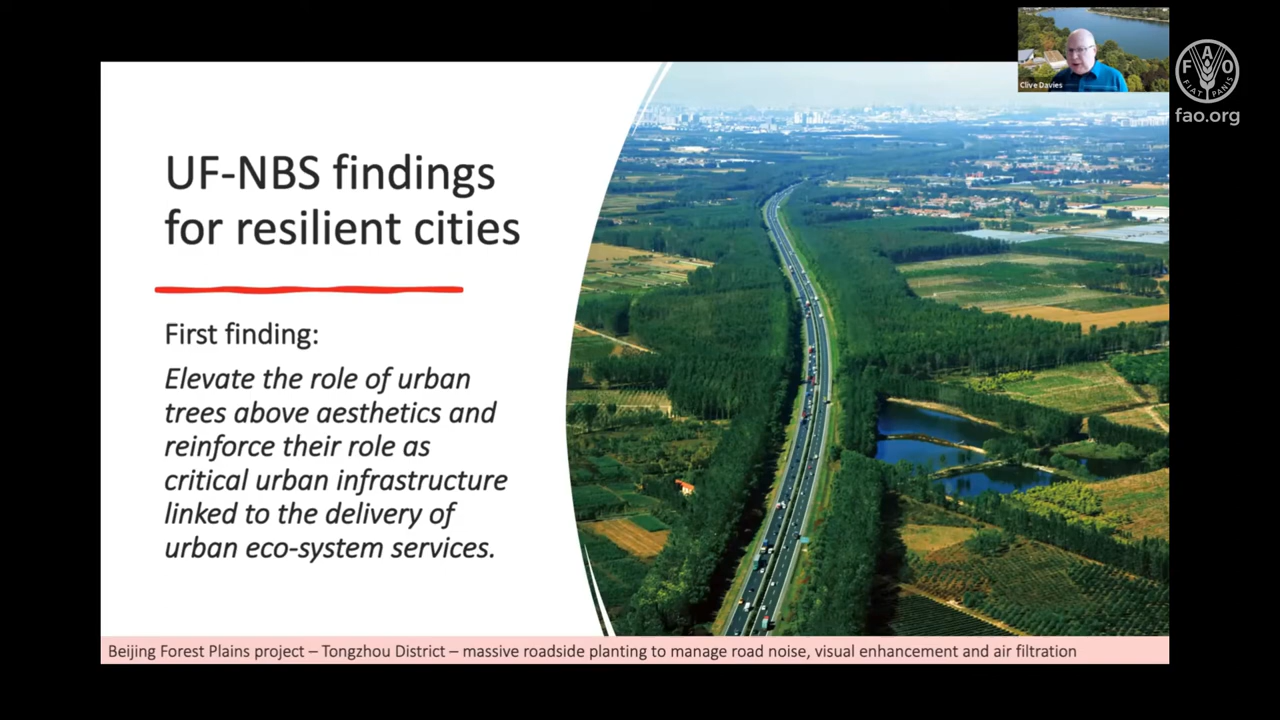 UF-NBS findings
for resilient cities
First finding:
Elevate the role of urban
trees above aesthetics and
reinforce their role as
critical urban infrastructure
linked to the delivery of
urban eco-system services.
Beijing Forest Plains project – Tongzhou District – massive roadside planting to manage road noise, visual enhancement and air filtration
Clive Davies
F A O
FIAT PANIS
fao.org